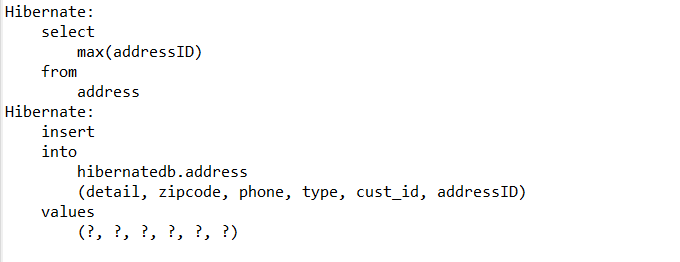 Hibernate:
    select
        max(addressID)
    from
        address
Hibernate:
    insert
    into
        hibernatedb.address
        (detail, zipcode, phone, type, cust_id, addressID)
    values
        (?, ?, ?, ?, ?, ?)